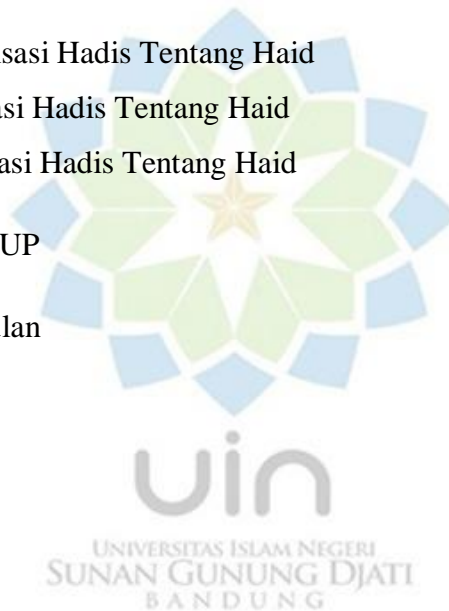 sasi Hadis Tentang Haid
asi Hadis Tentang Haid
asi Hadis Tentang Haid
UP
lan
uin
UNIVERSITAS ISLAM NEGERI
SUNAN GUNUNG DJATI
BANDUNG